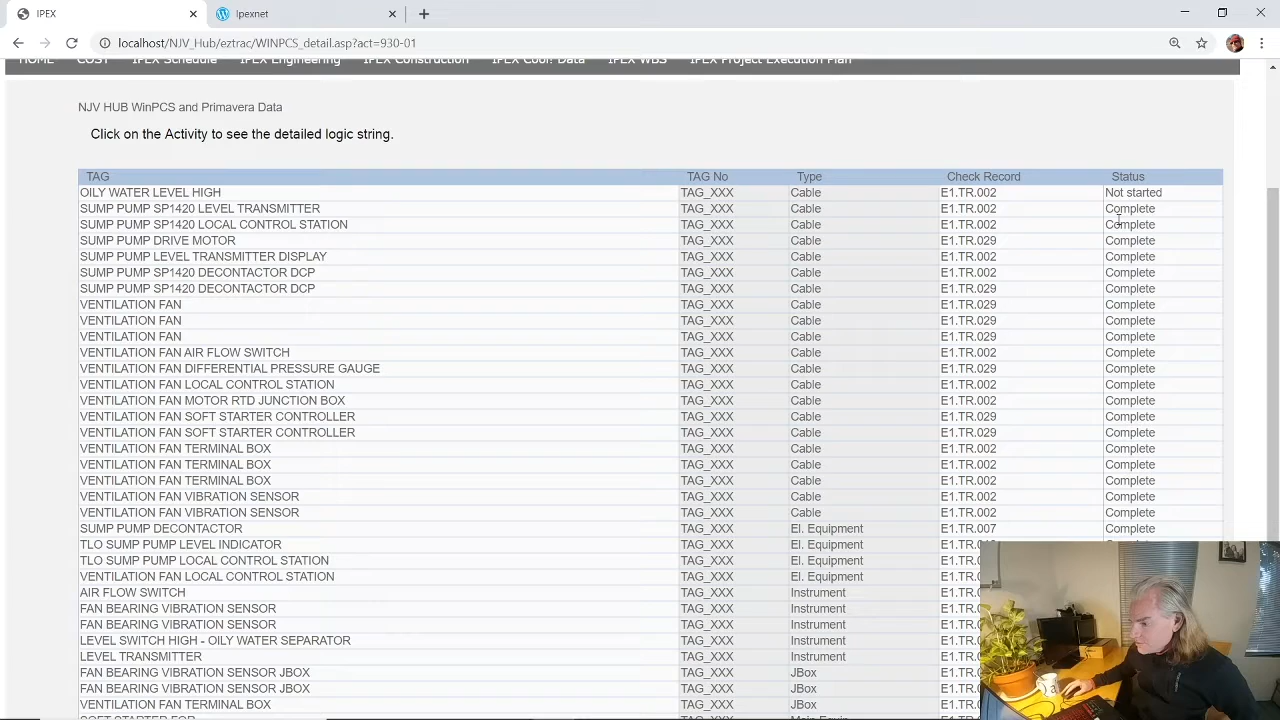 IPEX
Ipexnet
localhost/NJV_Hub/eztrac/WINPCS_detail.asp?act=930-01
HOME COST IPEX Schedule IPEX Engineering IPEX Construction IPEX Cool! Data IPEX WBS IPEX Project Execution Plan
NJV HUB WinPCS and Primavera Data
Click on the Activity to see the detailed logic string.
TAG TAG No Type Check Record Status
OILY WATER LEVEL HIGH TAG_XXX Cable E1.TR.002 Not started
SUMP PUMP SP1420 LEVEL TRANSMITTER TAG_XXX Cable E1.TR.002 Complete
SUMP PUMP SP1420 LOCAL CONTROL STATION TAG_XXX Cable E1.TR.002 Complete
SUMP PUMP DRIVE MOTOR TAG_XXX Cable E1.TR.029 Complete
SUMP PUMP LEVEL TRANSMITTER DISPLAY TAG_XXX Cable E1.TR.002 Complete
SUMP PUMP SP1420 DECONTACTOR DCP TAG_XXX Cable E1.TR.002 Complete
SUMP PUMP SP1420 DECONTACTOR DCP TAG_XXX Cable E1.TR.029 Complete
VENTILATION FAN TAG_XXX Cable E1.TR.029 Complete
VENTILATION FAN TAG_XXX Cable E1.TR.029 Complete
VENTILATION FAN TAG_XXX Cable E1.TR.029 Complete
VENTILATION FAN AIR FLOW SWITCH TAG_XXX Cable E1.TR.002 Complete
VENTILATION FAN DIFFERENTIAL PRESSURE GAUGE TAG_XXX Cable E1.TR.029 Complete
VENTILATION FAN LOCAL CONTROL STATION TAG_XXX Cable E1.TR.002 Complete
VENTILATION FAN MOTOR RTD JUNCTION BOX TAG_XXX Cable E1.TR.002 Complete
VENTILATION FAN SOFT STARTER CONTROLLER TAG_XXX Cable E1.TR.029 Complete
VENTILATION FAN SOFT STARTER CONTROLLER TAG_XXX Cable E1.TR.029 Complete
VENTILATION FAN TERMINAL BOX TAG_XXX Cable E1.TR.002 Complete
VENTILATION FAN TERMINAL BOX TAG_XXX Cable E1.TR.002 Complete
VENTILATION FAN TERMINAL BOX TAG_XXX Cable E1.TR.002 Complete
VENTILATION FAN VIBRATION SENSOR TAG_XXX Cable E1.TR.002 Complete
VENTILATION FAN VIBRATION SENSOR TAG_XXX Cable E1.TR.002 Complete
SUMP PUMP DECONTACTOR TAG_XXX El. Equipment E1.TR.007 Complete
TLO SUMP PUMP LEVEL INDICATOR TAG_XXX El. Equipment
TLO SUMP PUMP LOCAL CONTROL STATION TAG_XXX El. Equipment
VENTILATION FAN LOCAL CONTROL STATION TAG_XXX El. Equipment
AIR FLOW SWITCH TAG_XXX Instrument
FAN BEARING VIBRATION SENSOR TAG_XXX Instrument
FAN BEARING VIBRATION SENSOR TAG_XXX Instrument
LEVEL SWITCH HIGH - OILY WATER SEPARATOR TAG_XXX Instrument
LEVEL TRANSMITTER TAG_XXX Instrument
FAN BEARING VIBRATION SENSOR JBOX TAG_XXX JBox
FAN BEARING VIBRATION SENSOR JBOX TAG_XXX JBox
VENTILATION FAN TERMINAL BOX TAG_XXX JBox